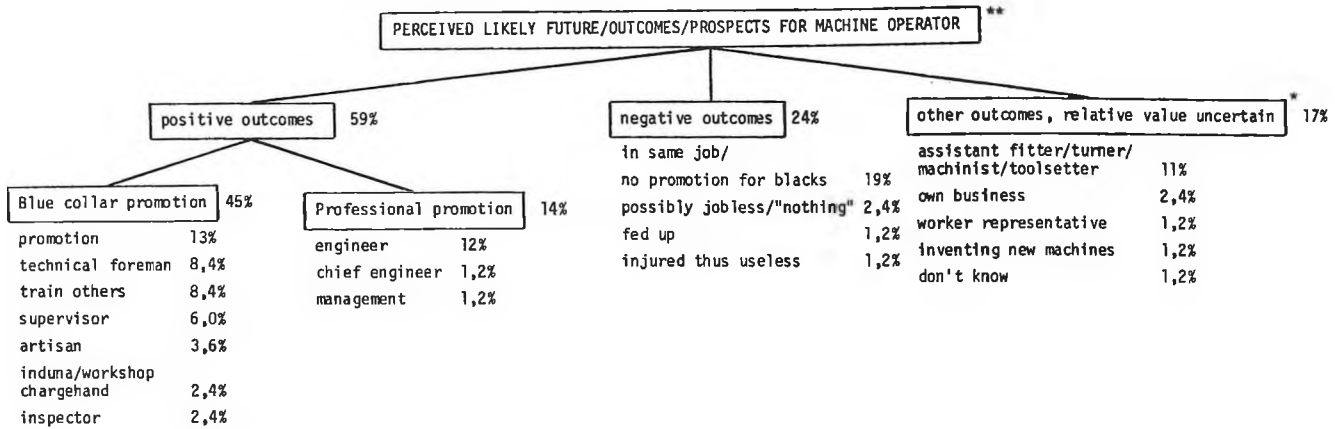 PERCEIVED LIKELY FUTURE/OUTCOMES/PROSPECTS FOR MACHINE OPERATOR **
positive outcomes 59%
Blue collar promotion 45%
promotion 13%
technical foreman 8,4%
train others 8,4%
supervisor 6,0%
artisan 3,6%
induna/workshop
chargehand 2,4%
inspector 2,4%
Professional promotion 14%
engineer 12%
chief engineer 1,2%
management 1,2%
negative outcomes 24%
in same job/
no promotion for blacks 19%
possibly jobless/"nothing" 2,4%
fed up 1,2%
injured thus useless 1,2%
other outcomes, relative value uncertain * 17%
assistant fitter/turner/
machinist/toolsetter 11%
own business 2,4%
worker representative 1,2%
inventing new machines 1,2%
don't know 1,2%